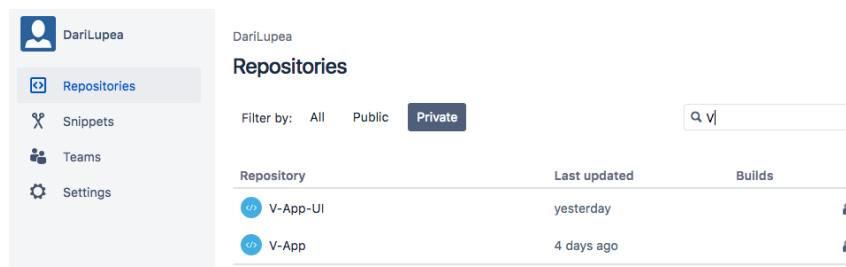 DariLupea
Repositories
Snippets
Teams
Settings
DariLupea
Repositories
Filter by: All Public Private
V
Repository Last updated Builds
V-App-UI yesterday
V-App 4 days ago